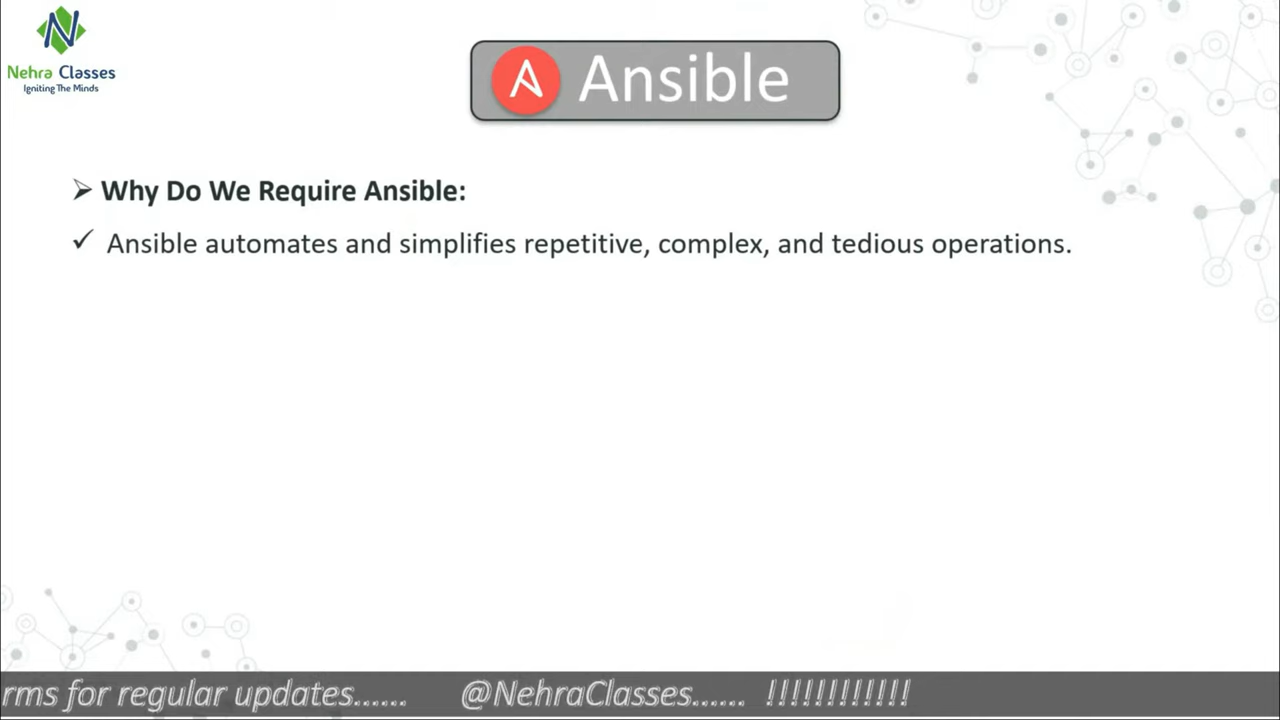 Nehra Classes
Igniting The Minds
Ansible
Why Do We Require Ansible:
Ansible automates and simplifies repetitive, complex, and tedious operations.
rms for regular updates...... @NehraClasses...... !!!!!!!!!!!!